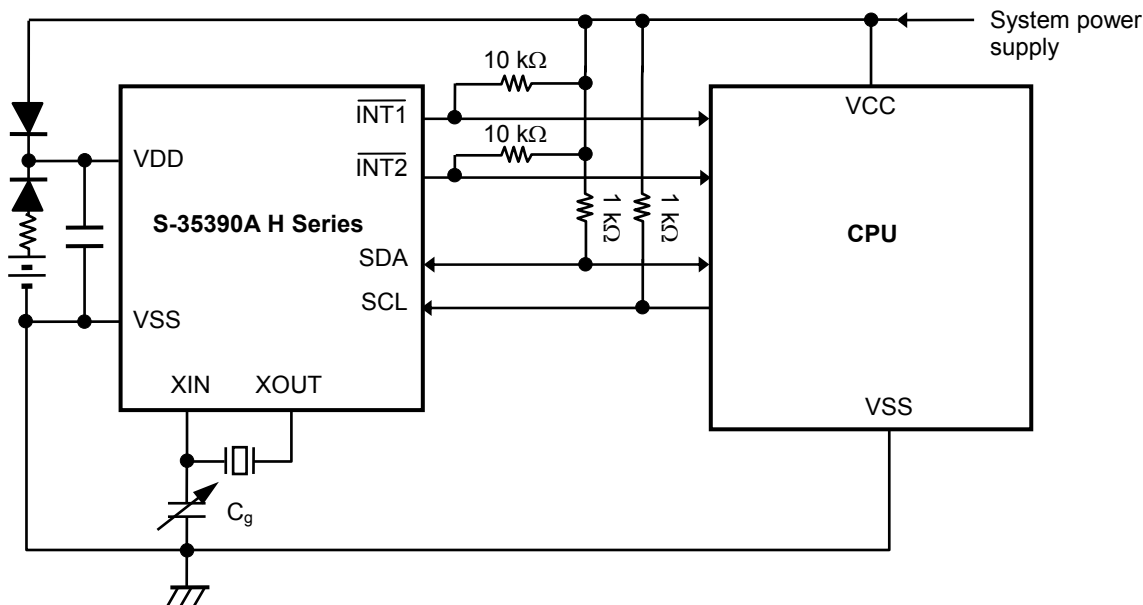 System power
supply
10 kΩ
INT1
VCC
10 kΩ
VDD
INT2
S-35390A H Series
1 kΩ
1 kΩ
CPU
SDA
SCL
VSS
XIN
XOUT
VSS
Cg